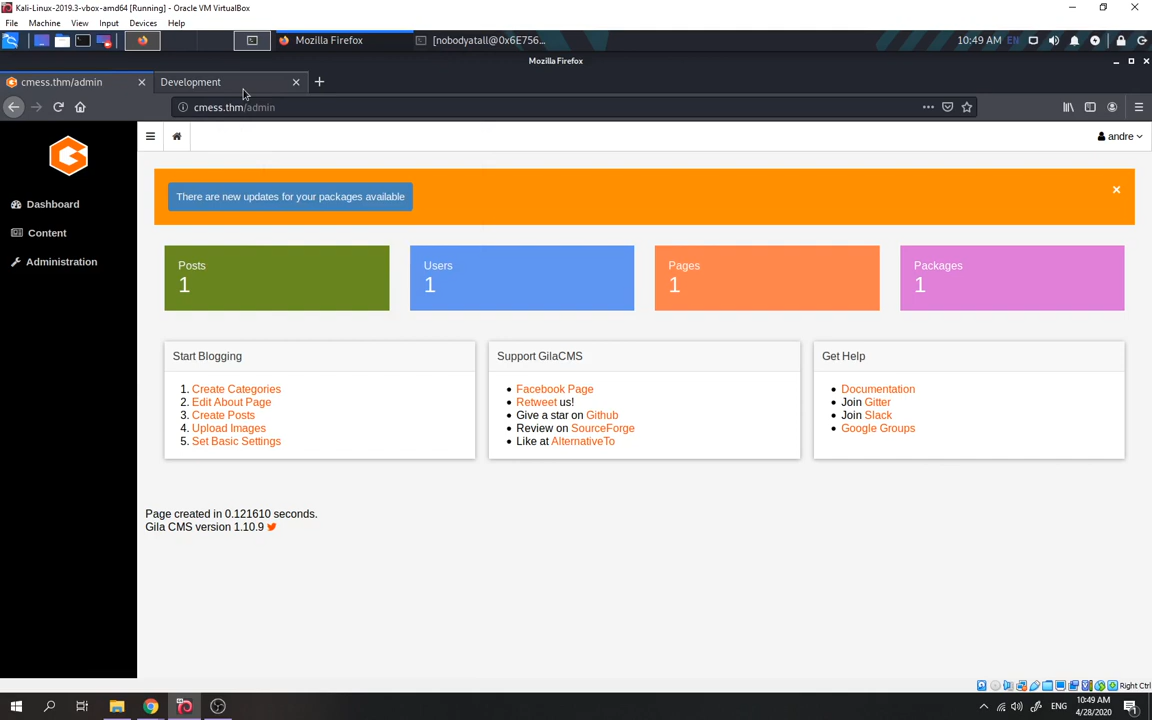 Kali-Linux-2019.3-vbox-amd64 [Running] - Oracle VM VirtualBox
File Machine View Input Devices Help
Mozilla Firefox
[nobodyatall@0x6E756...
10:49 AM EN
Mozilla Firefox
cmess.thm/admin
Development
cmess.thm/admin
andre
There are new updates for your packages available
Dashboard
Content
Administration
Posts
1
Users
1
Pages
1
Packages
1
Start Blogging
1. Create Categories
2. Edit About Page
3. Create Posts
4. Upload Images
5. Set Basic Settings
Support GilaCMS
Facebook Page
Retweet us!
Give a star on Github
Review on SourceForge
Like at AlternativeTo
Get Help
Documentation
Join Gitter
Join Slack
Google Groups
Page created in 0.121610 seconds.
Gila CMS version 1.10.9
Right Ctrl
ENG
10:49 AM
4/28/2020
1